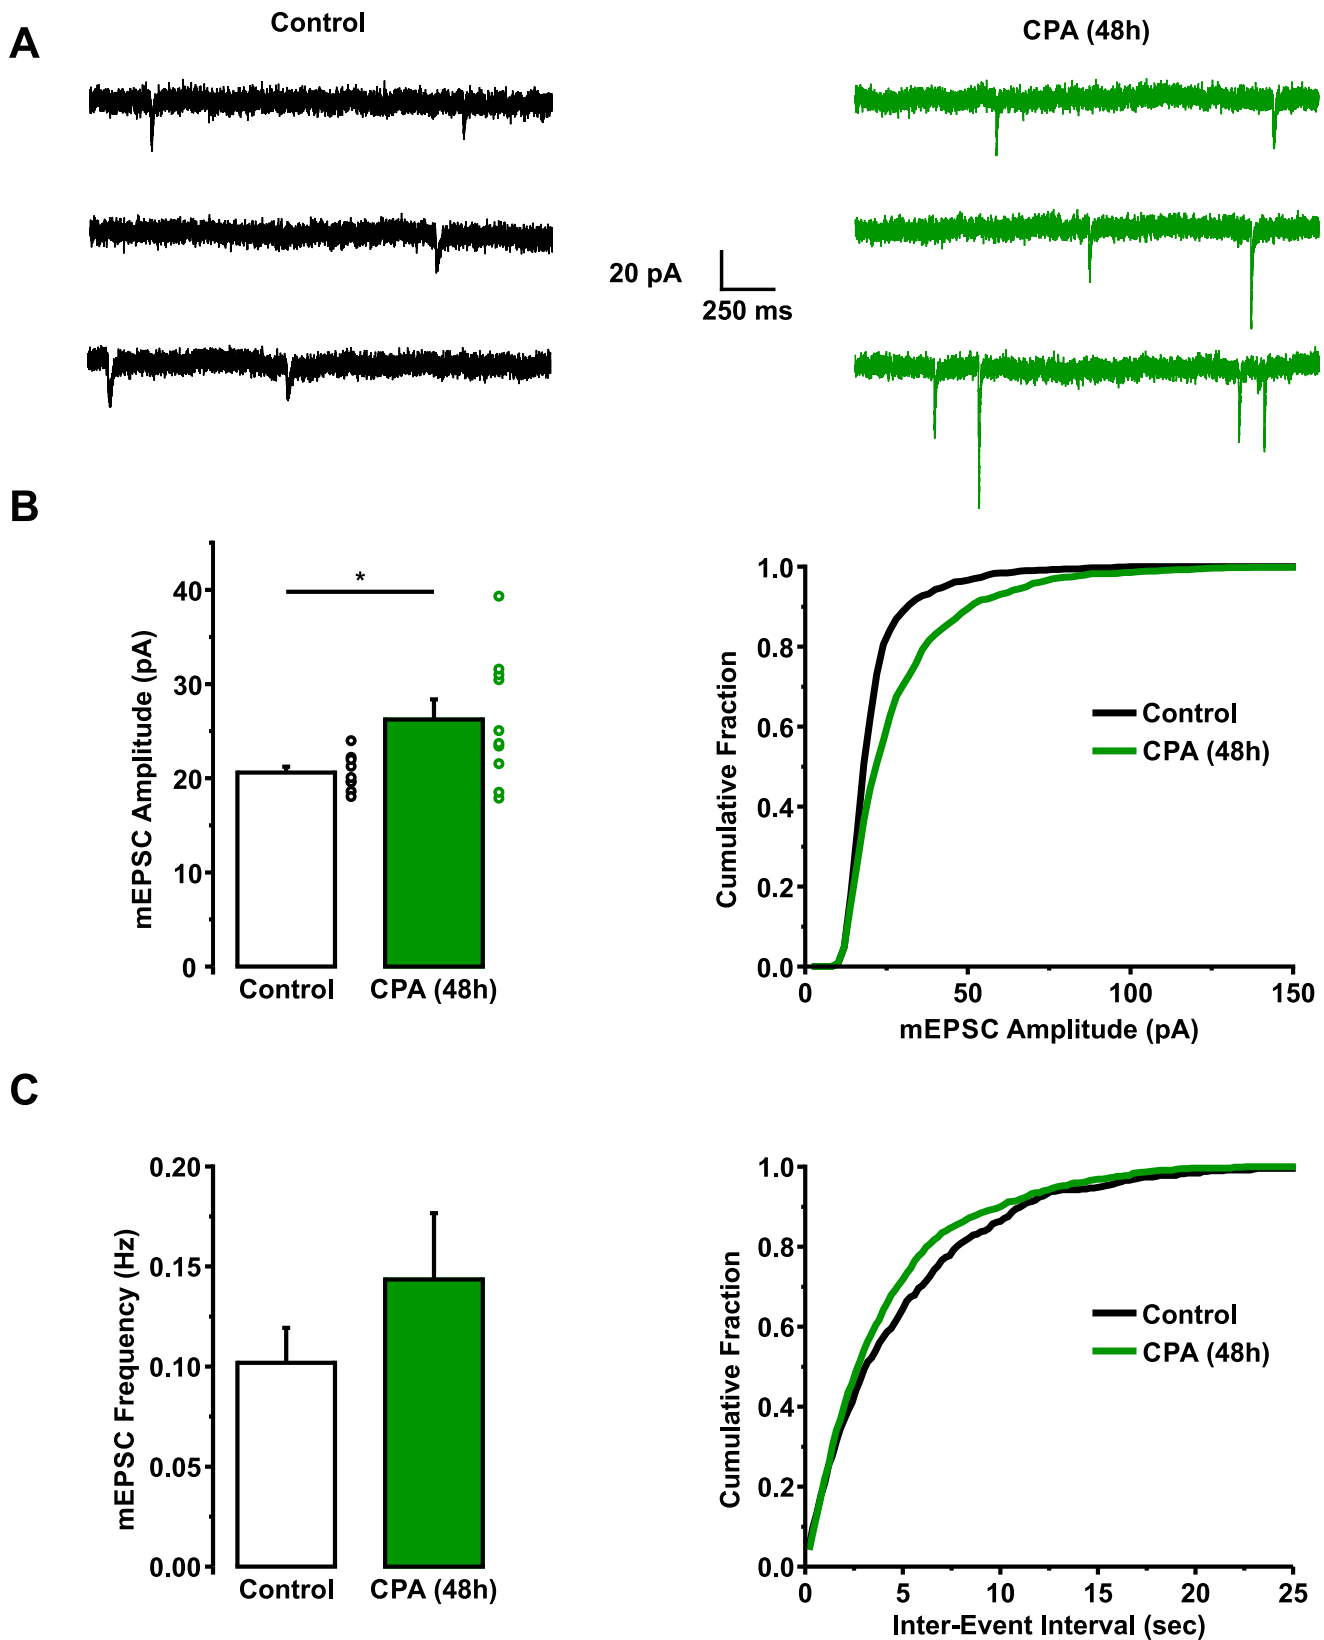 A
Control
CPA (48h)
20 pA
250 ms
B
*
40
30
20
10
0
mEPSC Amplitude (pA)
Control
CPA (48h)
1.0
0.8
0.6
0.4
0.2
0.0
Cumulative Fraction
Control
CPA (48h)
0
50
100
150
mEPSC Amplitude (pA)
C
0.20
0.15
0.10
0.05
0.00
mEPSC Frequency (Hz)
Control
CPA (48h)
1.0
0.8
0.6
0.4
0.2
0.0
Cumulative Fraction
Control
CPA (48h)
0
5
10
15
20
25
Inter-Event Interval (sec)